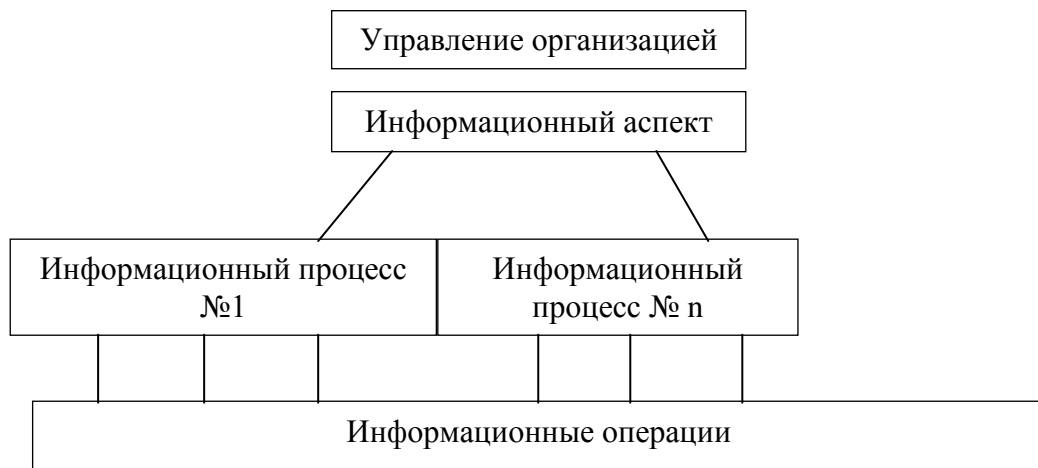 Управление организацией
Информационный аспект
Информационный процесс
№1
Информационный
процесс № n
Информационные операции